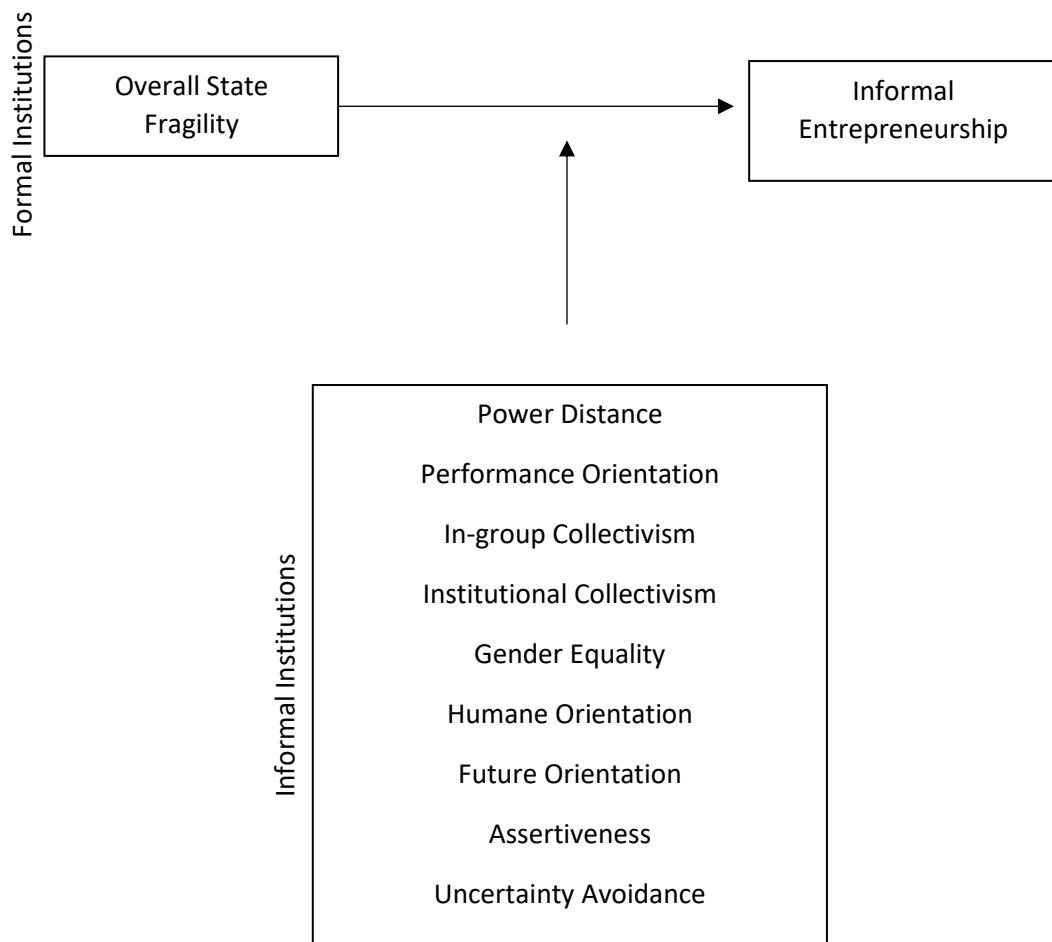 Formal Institutions
Overall State
Fragility
Informal
Entrepreneurship
Informal Institutions
Power Distance
Performance Orientation
In-group Collectivism
Institutional Collectivism
Gender Equality
Humane Orientation
Future Orientation
Assertiveness
Uncertainty Avoidance